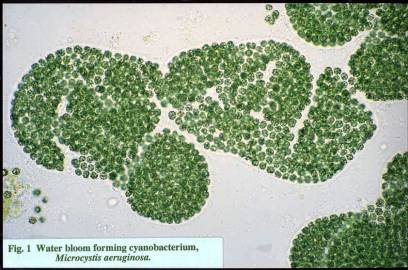 Fig. 1 Water bloom forming cyanobacterium,
Microcystis aeruginosa.